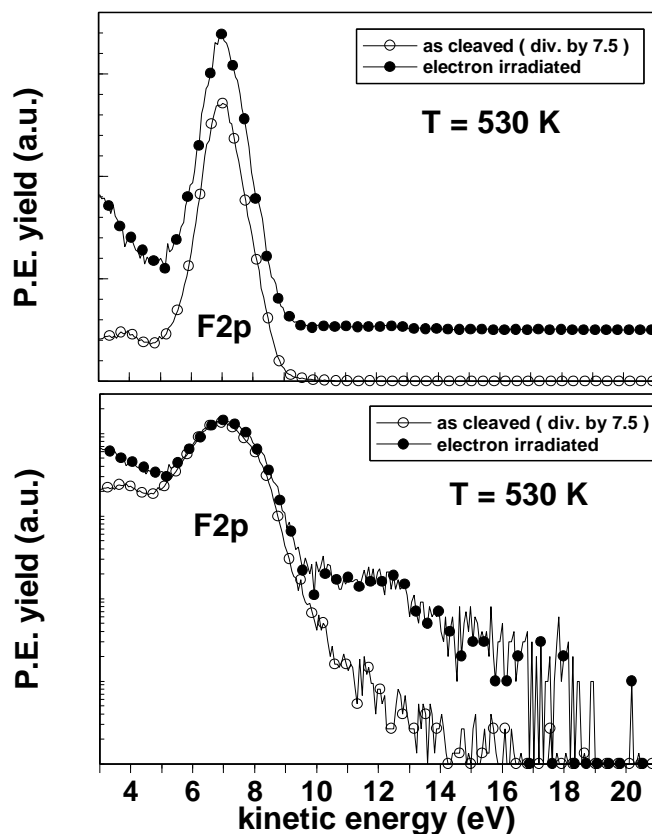 as cleaved ( div. by 7.5 )
electron irradiated
T = 530 K
P.E. yield (a.u.)
F2p
as cleaved ( div. by 7.5 )
electron irradiated
T = 530 K
P.E. yield (a.u.)
F2p
4 6 8 10 12 14 16 18 20
kinetic energy (eV)